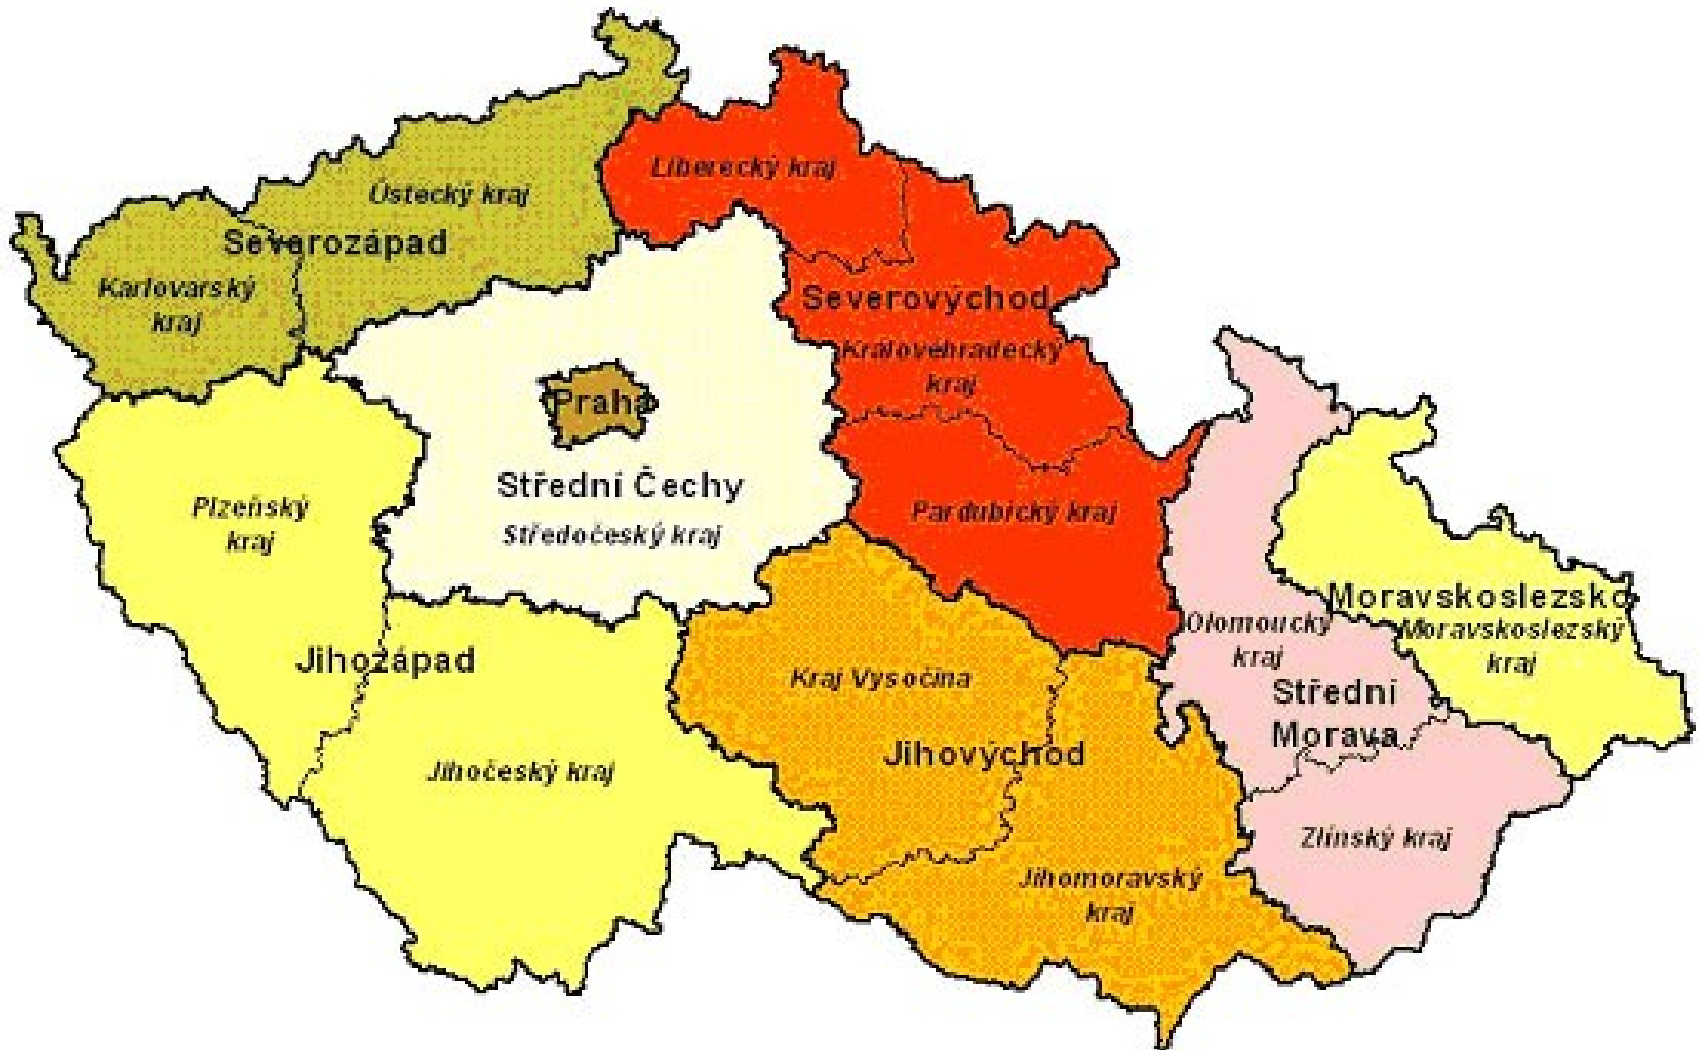 Liberecký kraj
Ústecký kraj
Severozápad
Karlovarský
kraj
Severovýchod
Královehradecký
kraj
Praha
Střední Čechy
Středočeský kraj
Plzeňský
kraj
Pardubický kraj
Moravskoslezsko
Moravskoslezský
kraj
Olomoucký
kraj
Jihozápad
Kraj Vysočina
Střední
Morava
Jihovýchod
Jihočeský kraj
Zlínský kraj
Jihomoravský
kraj